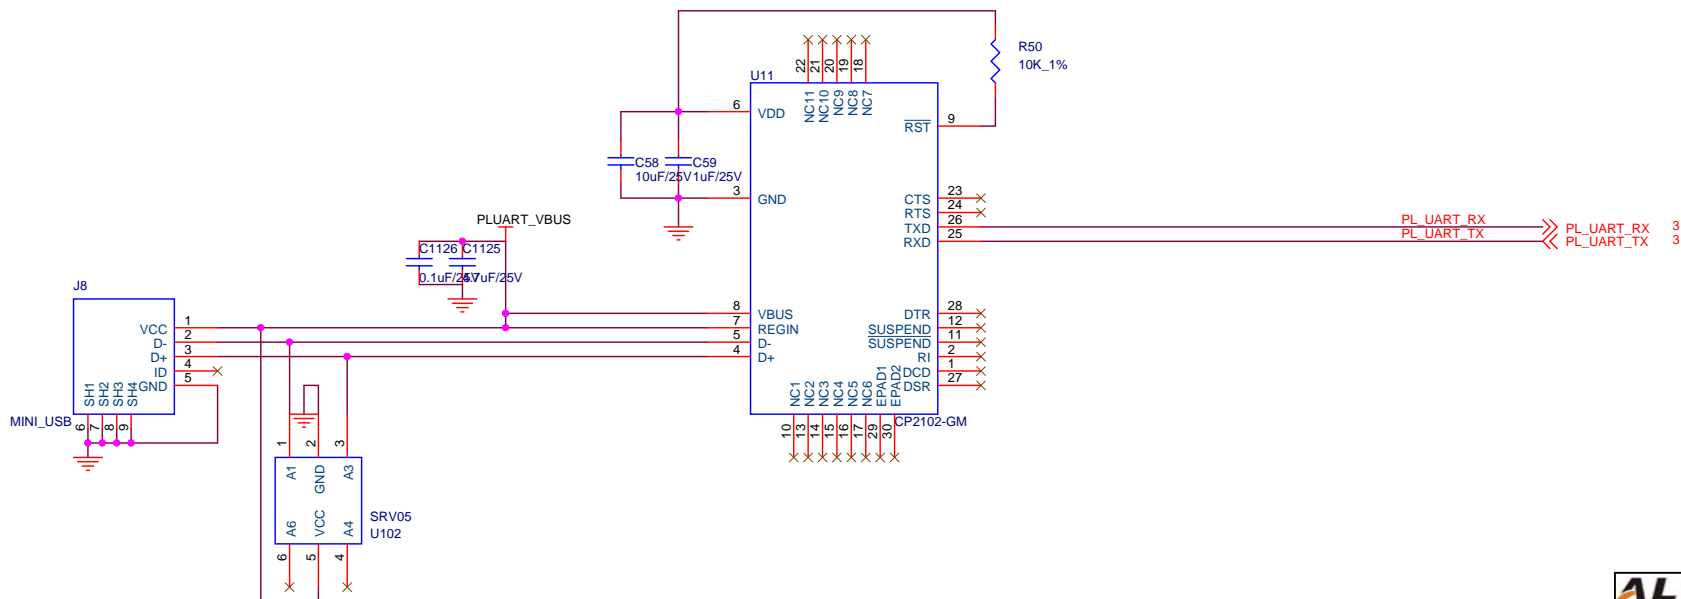 R50
10K_1%
U11
22
21
20
19
18
NC11
NC10
NC9
NC8
NC7
6
VDD
9
RST
C58
C59
10uF/25V
1uF/25V
3
GND
CTS
23
RTS
24
TXD
26
RXD
25
PL_UART_RX
PL_UART_TX
PL_UART_RX
3
PL_UART_TX
3
PLUART_VBUS
C1126
C1125
0.1uF/25V
4.7uF/25V
J8
VCC
1
D-
2
D+
3
ID
4
GND
5
SH1
SH2
SH3
SH4
MINI_USB
6
7
8
9
8
VBUS
7
REGIN
5
D-
4
D+
DTR
28
SUSPEND
12
SUSPEND
11
RI
2
DCD
1
DSR
27
NC1
NC2
NC3
NC4
NC5
NC6
EPAD1
EPAD2
CP2102-GM
10
13
14
15
16
17
29
30
1
2
3
A1
GND
A3
A6
VCC
A4
SRV05
U102
6
5
4
AL